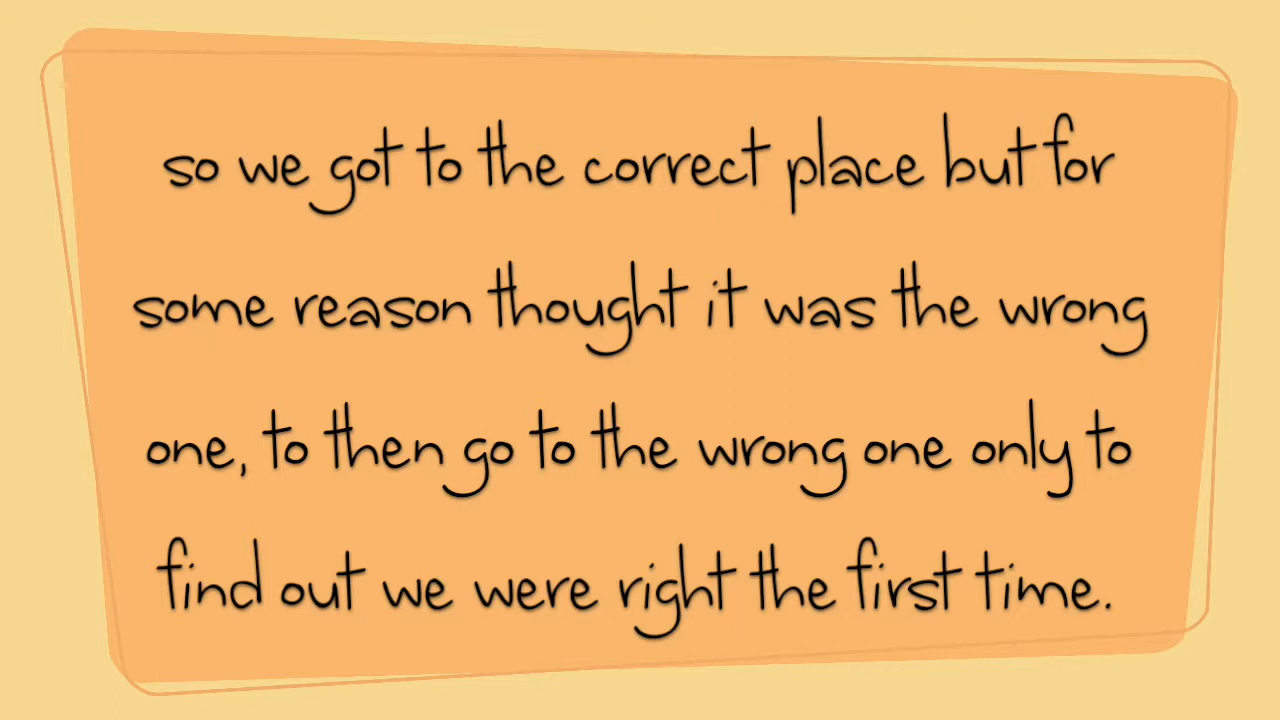 so we got to the correct place but for
some reason thought it was the wrong
one, to then go to the wrong one only to
find out we were right the first time.